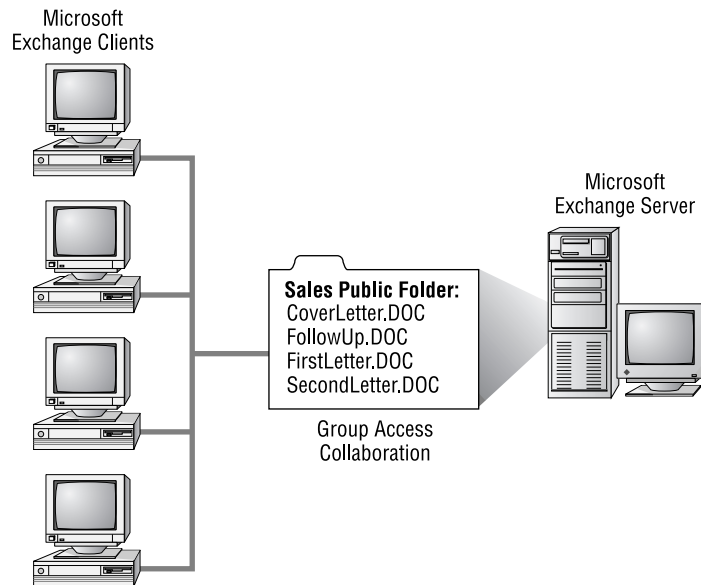 Microsoft
Exchange Clients
Microsoft
Exchange Server
Sales Public Folder:
CoverLetter.DOC
FollowUp.DOC
FirstLetter.DOC
SecondLetter.DOC
Group Access
Collaboration